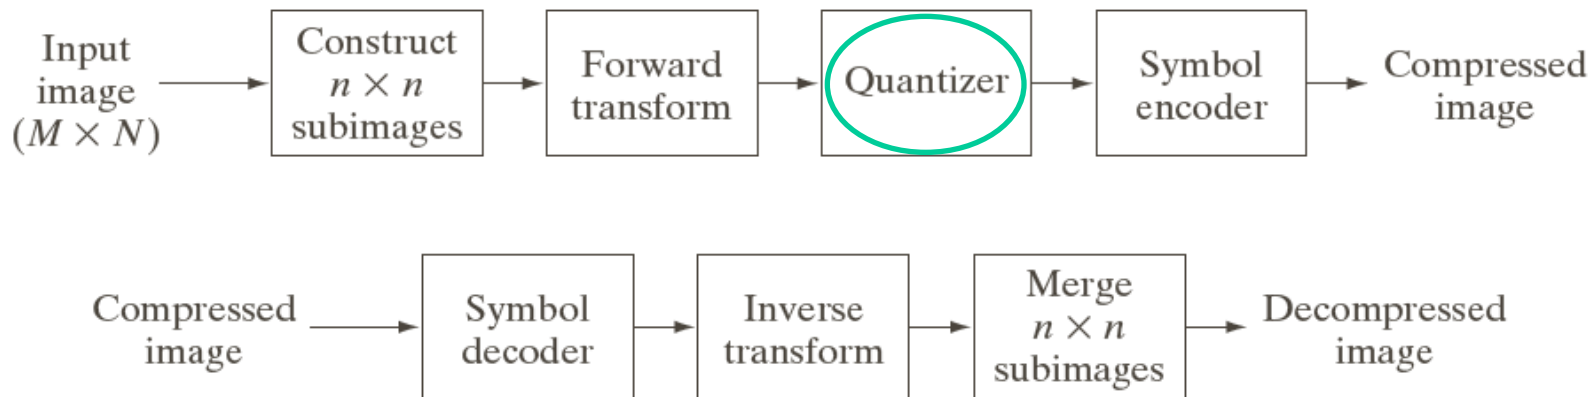 Input
image
(M × N)
Construct
n × n
subimages
Forward
transform
Quantizer
Symbol
encoder
Compressed
image
Compressed
image
Symbol
decoder
Inverse
transform
Merge
n × n
subimages
Decompressed
image